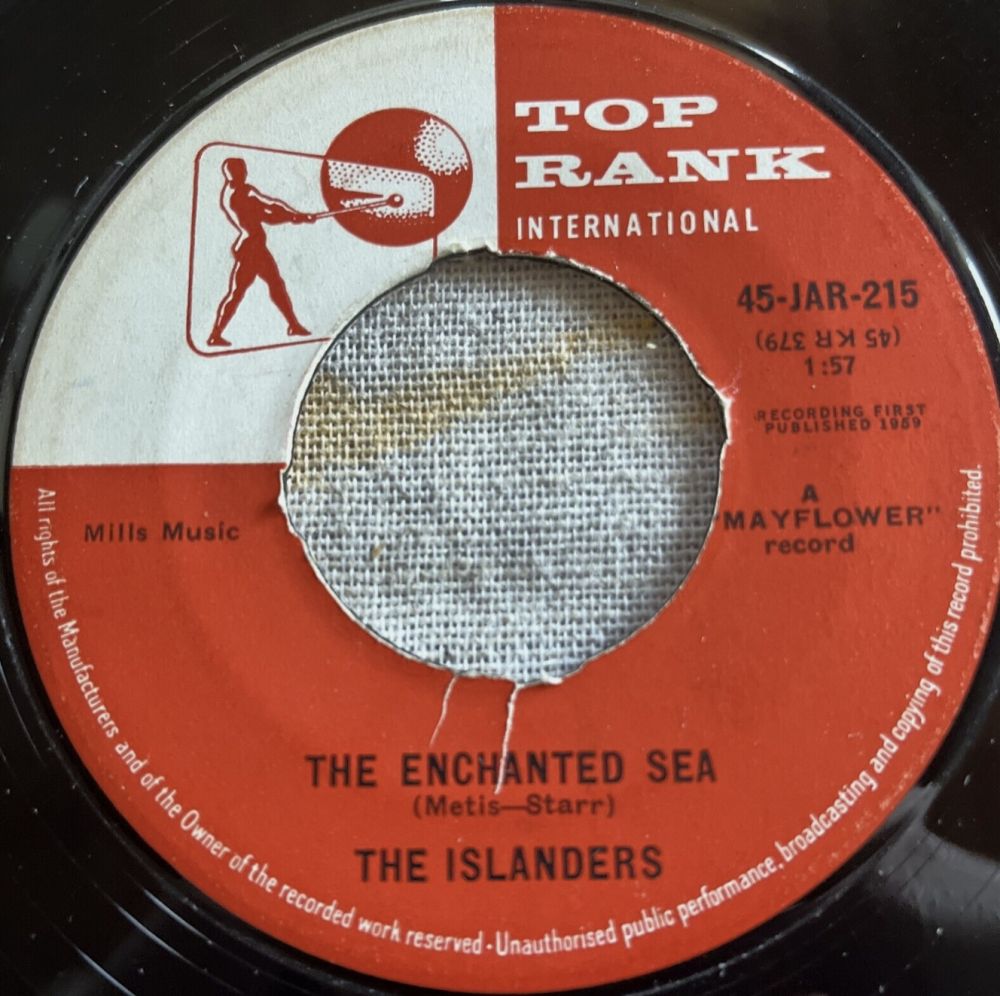 TOP
RANK
INTERNATIONAL
45-JAR-215
(45 KR 379)
1:57
RECORDING FIRST
PUBLISHED 1959
Mills Music
A
"MAYFLOWER"
record
THE ENCHANTED SEA
(Metis—Starr)
THE ISLANDERS
All rights of the Manufacturers and of the Owner of the recorded work reserved · Unauthorised public performance, broadcasting and copying of this record prohibited.